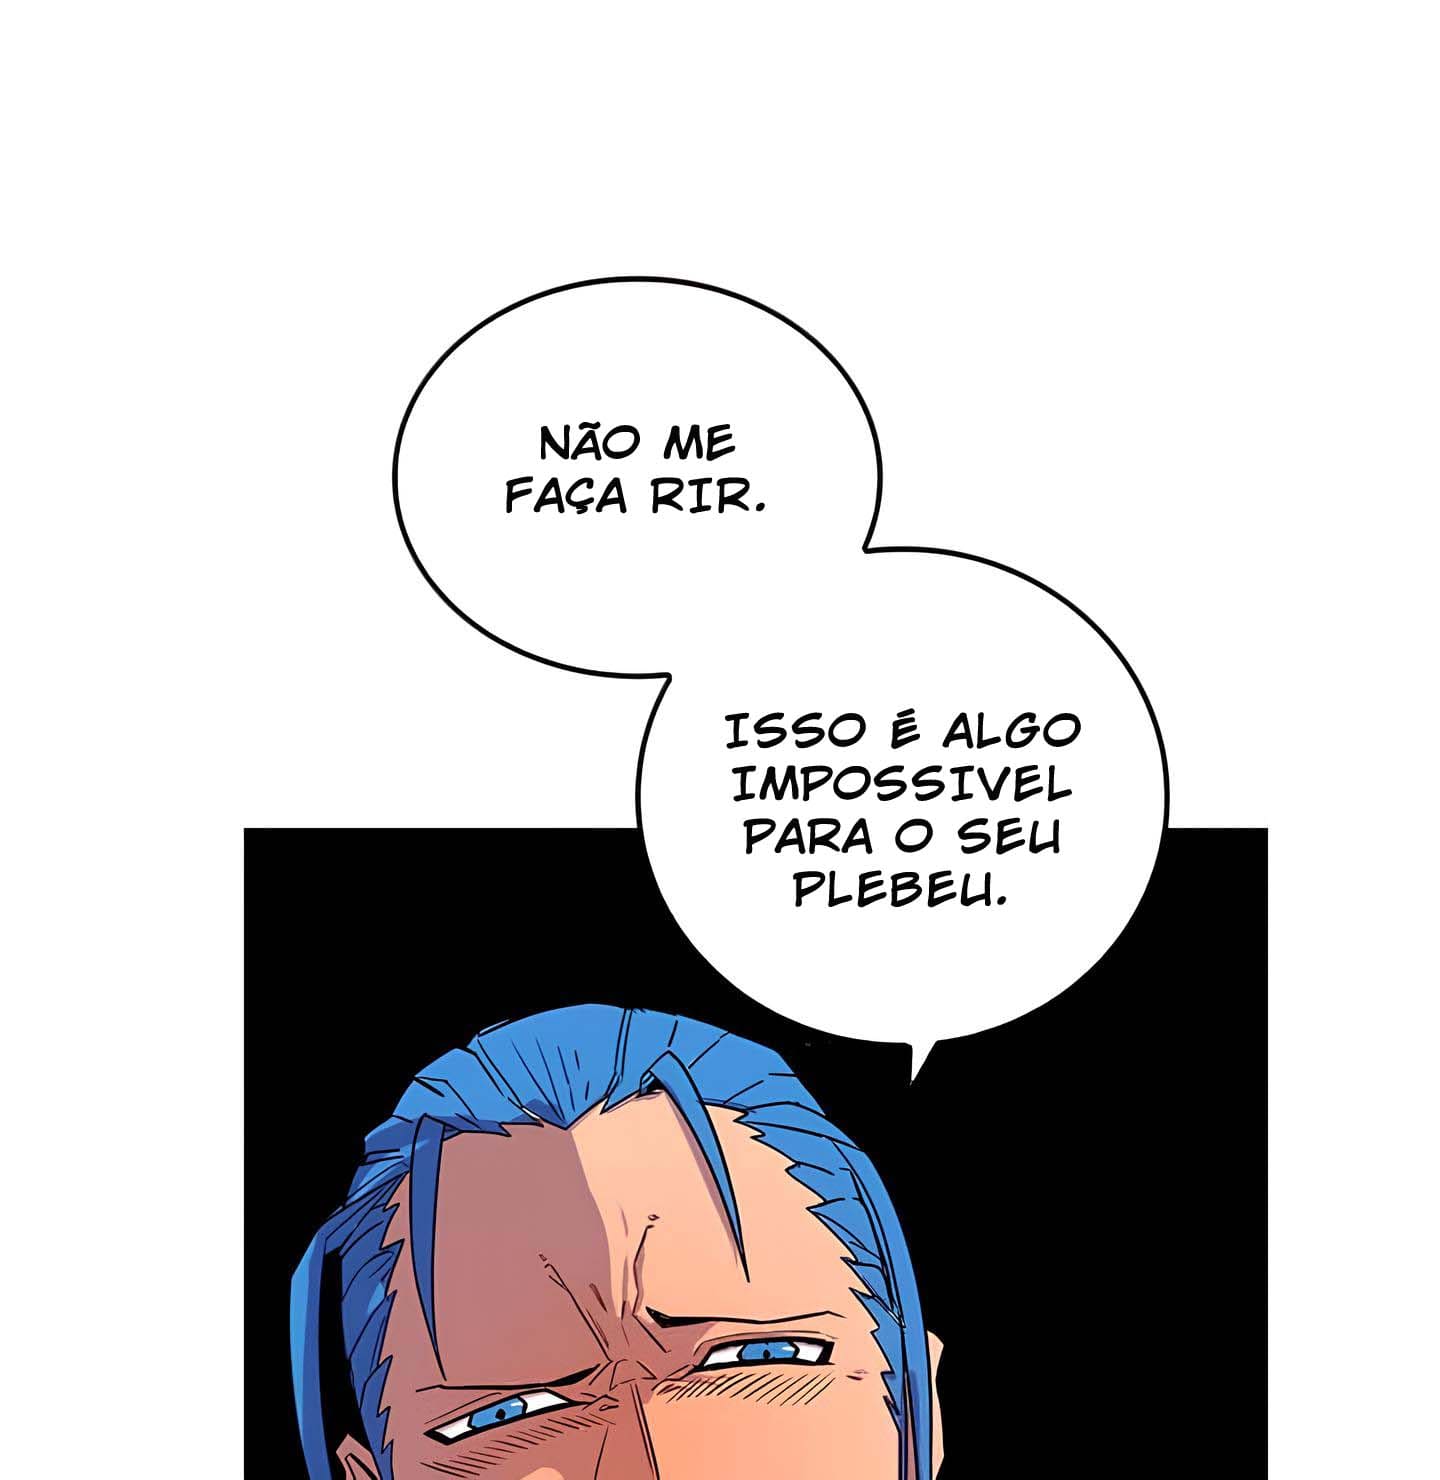 NÃO ME
FAÇA RIR.
ISSO É ALGO
IMPOSSIVEL
PARA O SEU
PLEBEU.